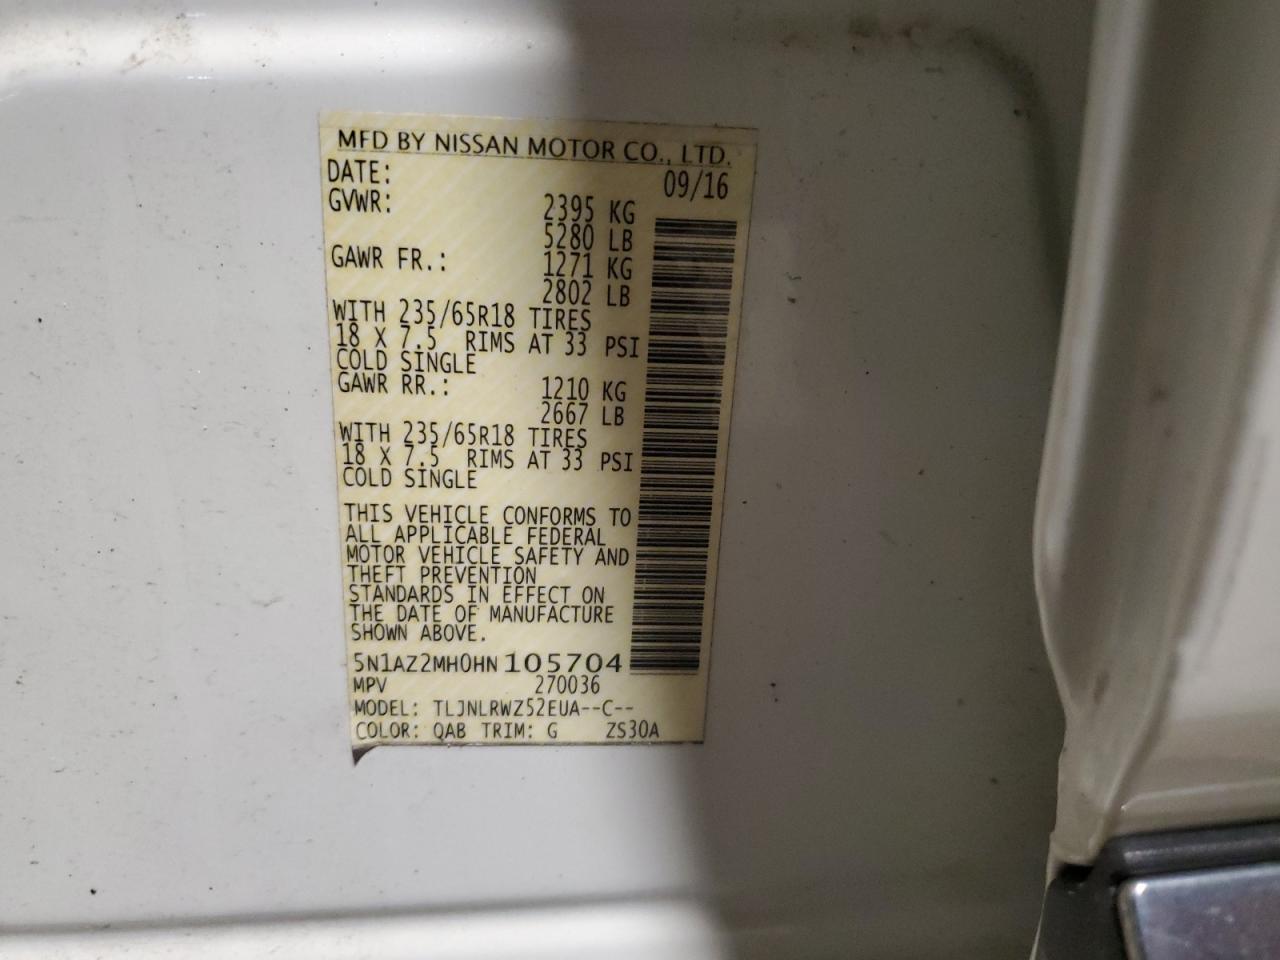 MFD BY NISSAN MOTOR CO., LTD.
DATE: 09/16
GVWR: 2395 KG
5280 LB
GAWR FR.: 1271 KG
2802 LB
WITH 235/65R18 TIRES
18 X 7.5 RIMS AT 33 PSI
COLD SINGLE
GAWR RR.: 1210 KG
2667 LB
WITH 235/65R18 TIRES
18 X 7.5 RIMS AT 33 PSI
COLD SINGLE
THIS VEHICLE CONFORMS TO
ALL APPLICABLE FEDERAL
MOTOR VEHICLE SAFETY AND
THEFT PREVENTION
STANDARDS IN EFFECT ON
THE DATE OF MANUFACTURE
SHOWN ABOVE.
5N1AZ2MH0HN 105704
MPV 270036
MODEL: TLJNLRWZ52EUA--C--
COLOR: QAB TRIM: G ZS30A